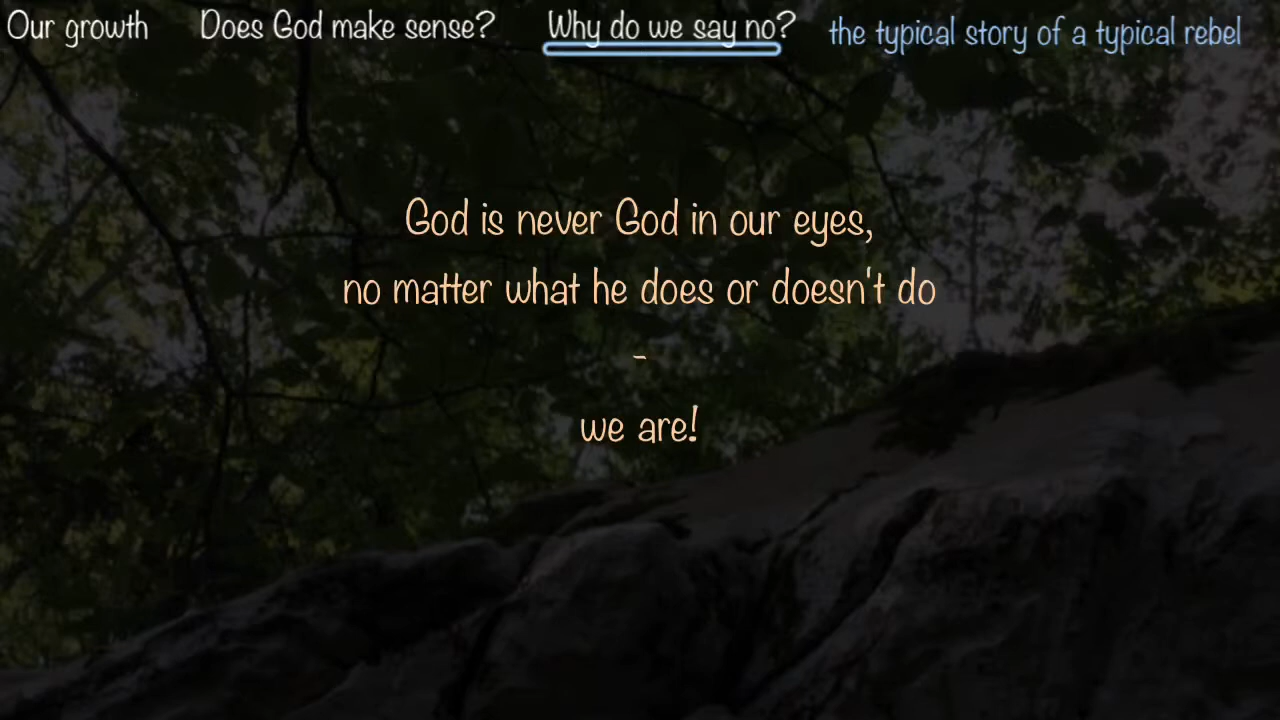 Our growth
Does God make sense?
Why do we say no?
the typical story of a typical rebel
God is never God in our eyes,
no matter what he does or doesn't do
-
we are!